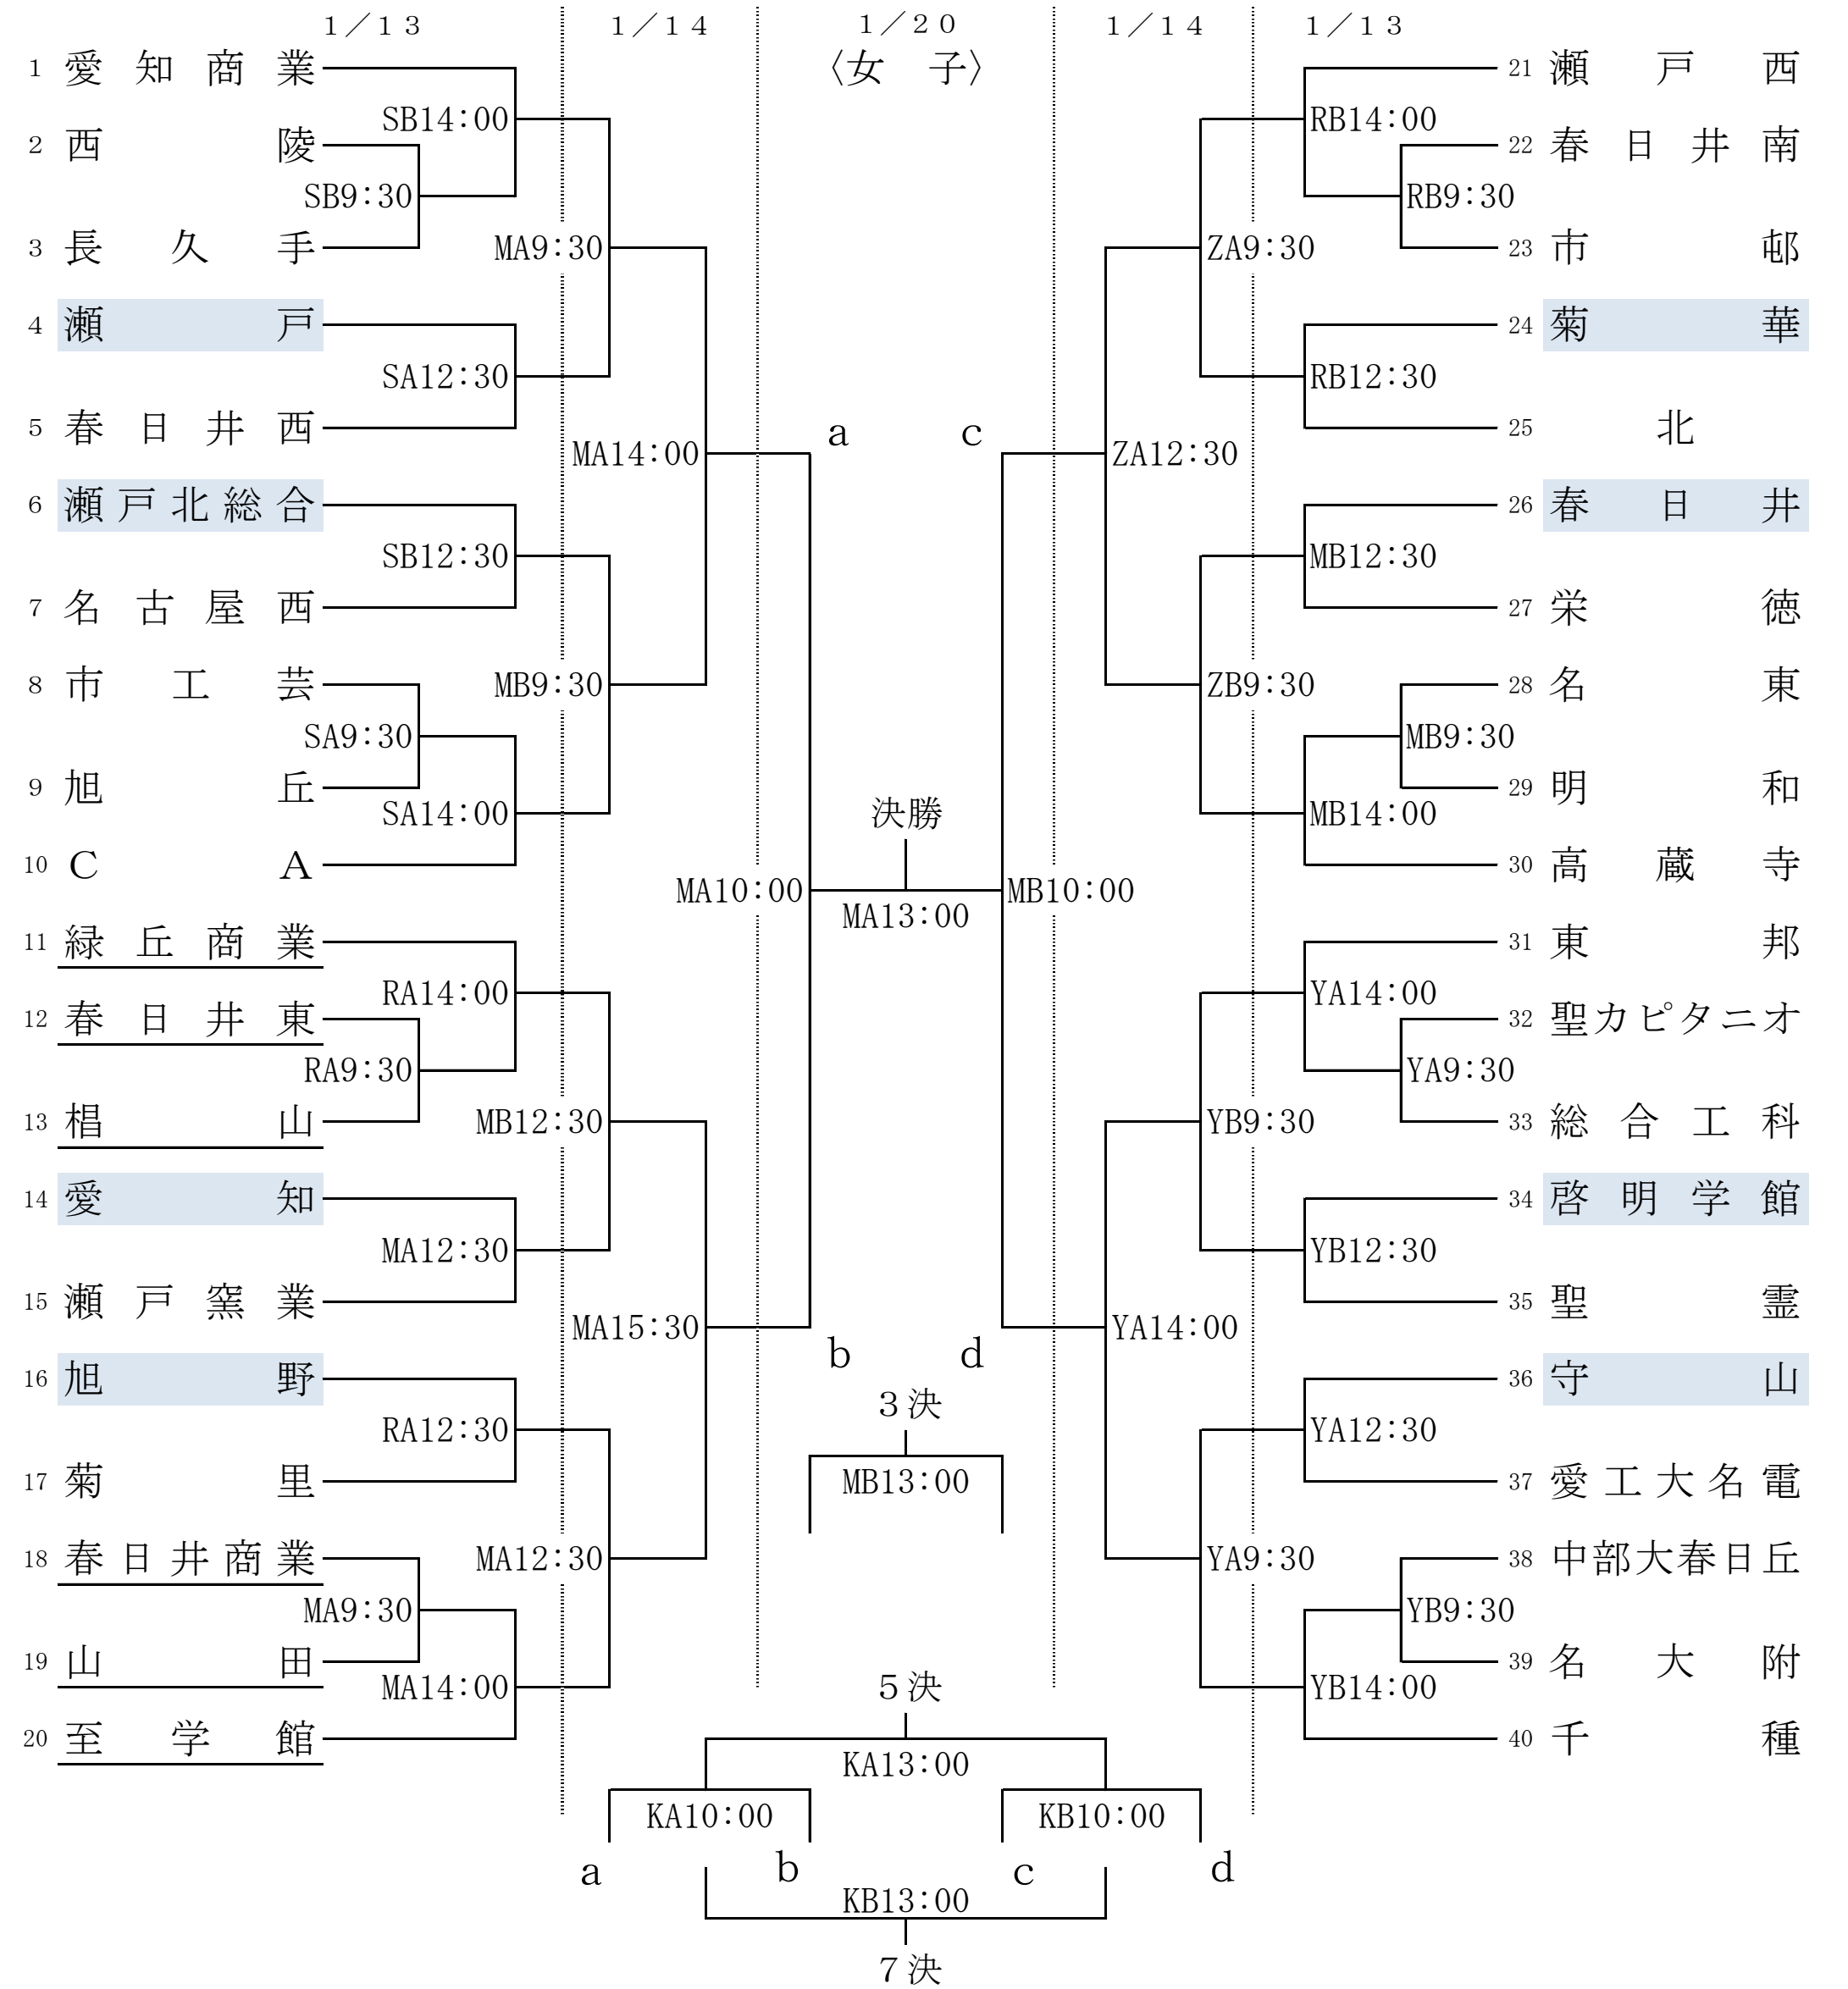 1／13 1／14 1／20 1／14 1／13
〈女　子〉
1 愛知商業 21 瀬戸西
SB14:00 RB14:00
2 西陵 22 春日井南
SB9:30 RB9:30
3 長久手 MA9:30 ZA9:30 23 市邨
4 瀬戸 24 菊華
SA12:30 RB12:30
5 春日井西 a c 25 北
MA14:00 ZA12:30
6 瀬戸北総合 26 春日井
SB12:30 MB12:30
7 名古屋西 27 栄徳
8 市工芸 MB9:30 ZB9:30 28 名東
SA9:30 MB9:30
9 旭丘 29 明和
SA14:00 決勝 MB14:00
10 CA 30 高蔵寺
MA10:00 MB10:00
MA13:00
11 緑丘商業 31 東邦
RA14:00 YA14:00
12 春日井東 32 聖カピタニオ
RA9:30 YA9:30
13 椙山 MB12:30 YB9:30 33 総合工科
14 愛知 34 啓明学館
MA12:30 YB12:30
15 瀬戸窯業 35 聖霊
MA15:30 YA14:00
b d
16 旭野 36 守山
3決
RA12:30 YA12:30
17 菊里 MB13:00 37 愛工大名電
18 春日井商業 MA12:30 YA9:30 38 中部大春日丘
MA9:30 YB9:30
19 山田 39 名大附
MA14:00 5決 YB14:00
20 至学館 40 千種
KA13:00
KA10:00 KB10:00
a b c d
KB13:00
7決